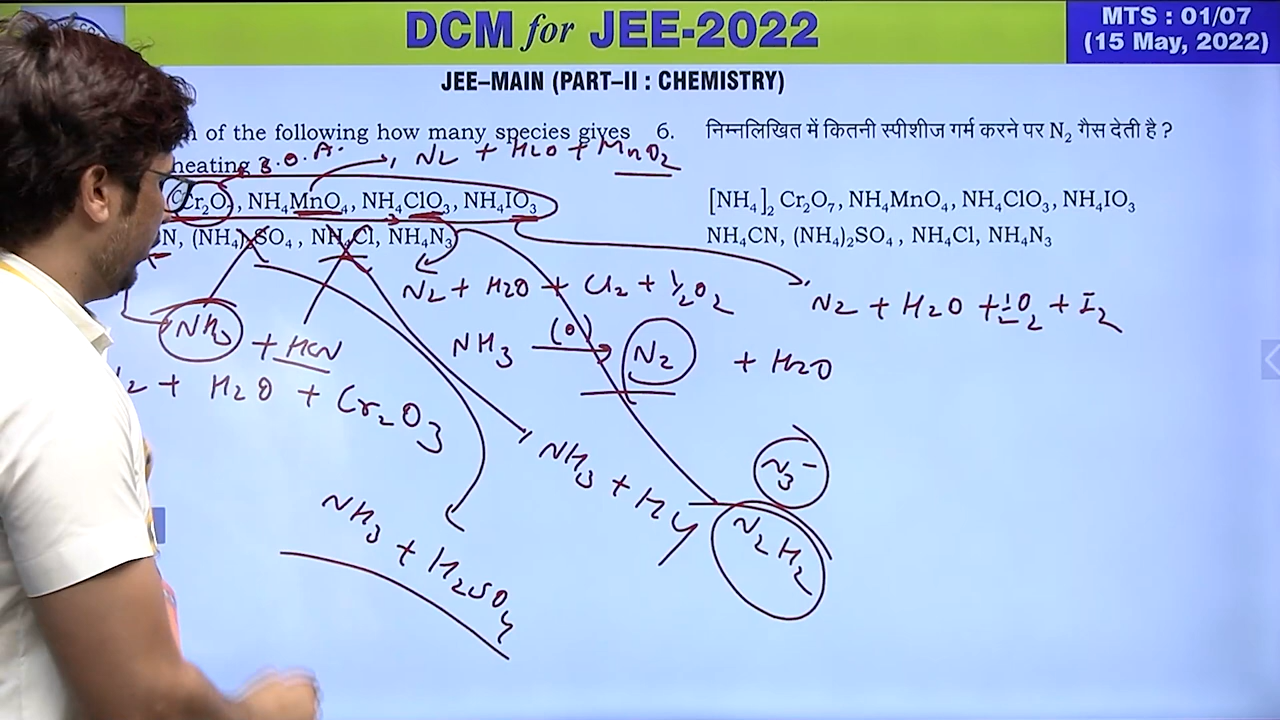 DCM for JEE-2022
MTS : 01/07
(15 May, 2022)
JEE–MAIN (PART–II : CHEMISTRY)
of the following how many species gives
heating
B.O.A.
N2 + H2O + MnO2
Cr₂O₇, NH₄MnO₄, NH₄ClO₃, NH₄IO₃
N, (NH₄)₂SO₄ , NH₄Cl, NH₄N₃
6. निम्नलिखित में कितनी स्पीशीज गर्म करने पर N₂ गैस देती है ?
[NH₄]₂ Cr₂O₇, NH₄MnO₄, NH₄ClO₃, NH₄IO₃
NH₄CN, (NH₄)₂SO₄ , NH₄Cl, NH₄N₃
N2 + H2O + Cl2 + ½O2
N2 + H2O + ½O2 + I2
NH3 + HCN
NH3 (O) N2 + H2O
2 + H2O + Cr2O3
N3⁻
NH3 +
N2H2
NH3 + H2SO4